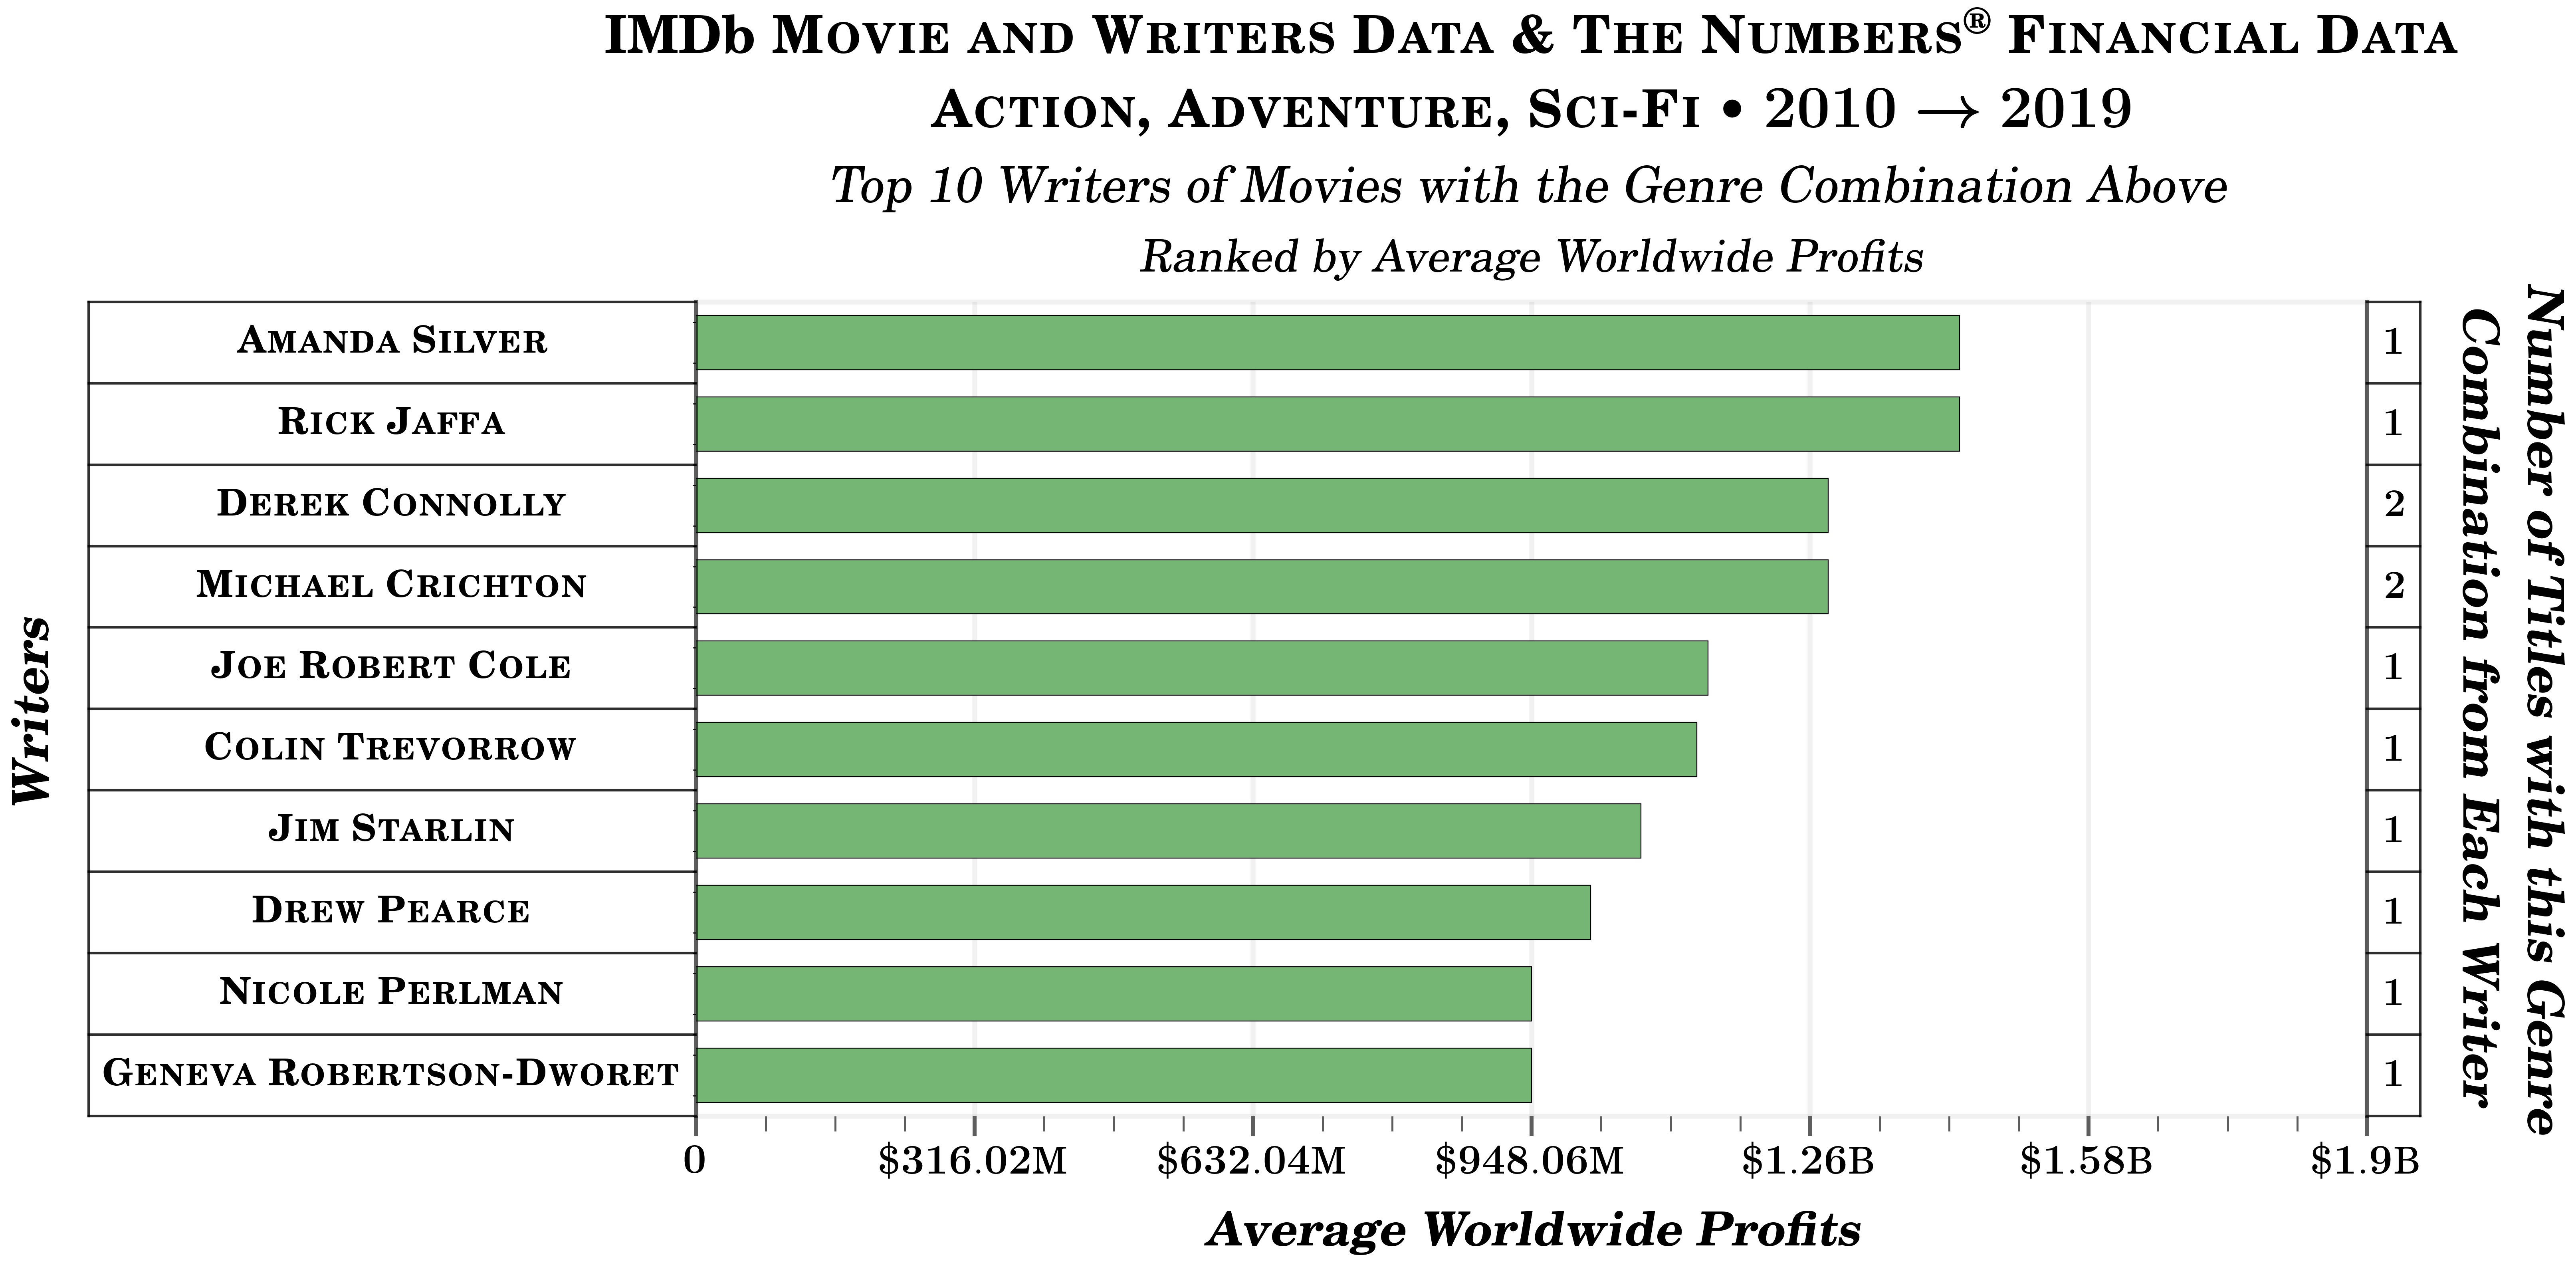 IMDb Movie and Writers Data & The Numbers® Financial Data
Action, Adventure, Sci-Fi • 2010 → 2019
Top 10 Writers of Movies with the Genre Combination Above
Ranked by Average Worldwide Profits
Writers
Amanda Silver 1
Rick Jaffa 1
Derek Connolly 2
Michael Crichton 2
Joe Robert Cole 1
Colin Trevorrow 1
Jim Starlin 1
Drew Pearce 1
Nicole Perlman 1
Geneva Robertson-Dworet 1
0 $316.02M $632.04M $948.06M $1.26B $1.58B $1.9B
Average Worldwide Profits
Number of Titles with this Genre
Combination from Each Writer